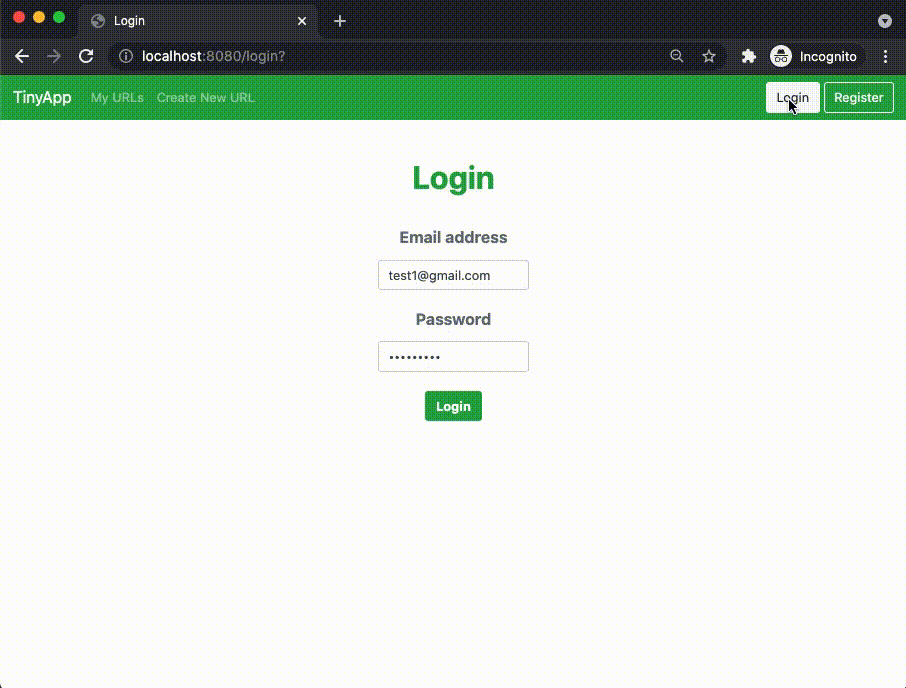 Login
localhost:8080/login?
Incognito
TinyApp My URLs Create New URL Login Register
Login
Email address
test1@gmail.com
Password
•••••••••
Login